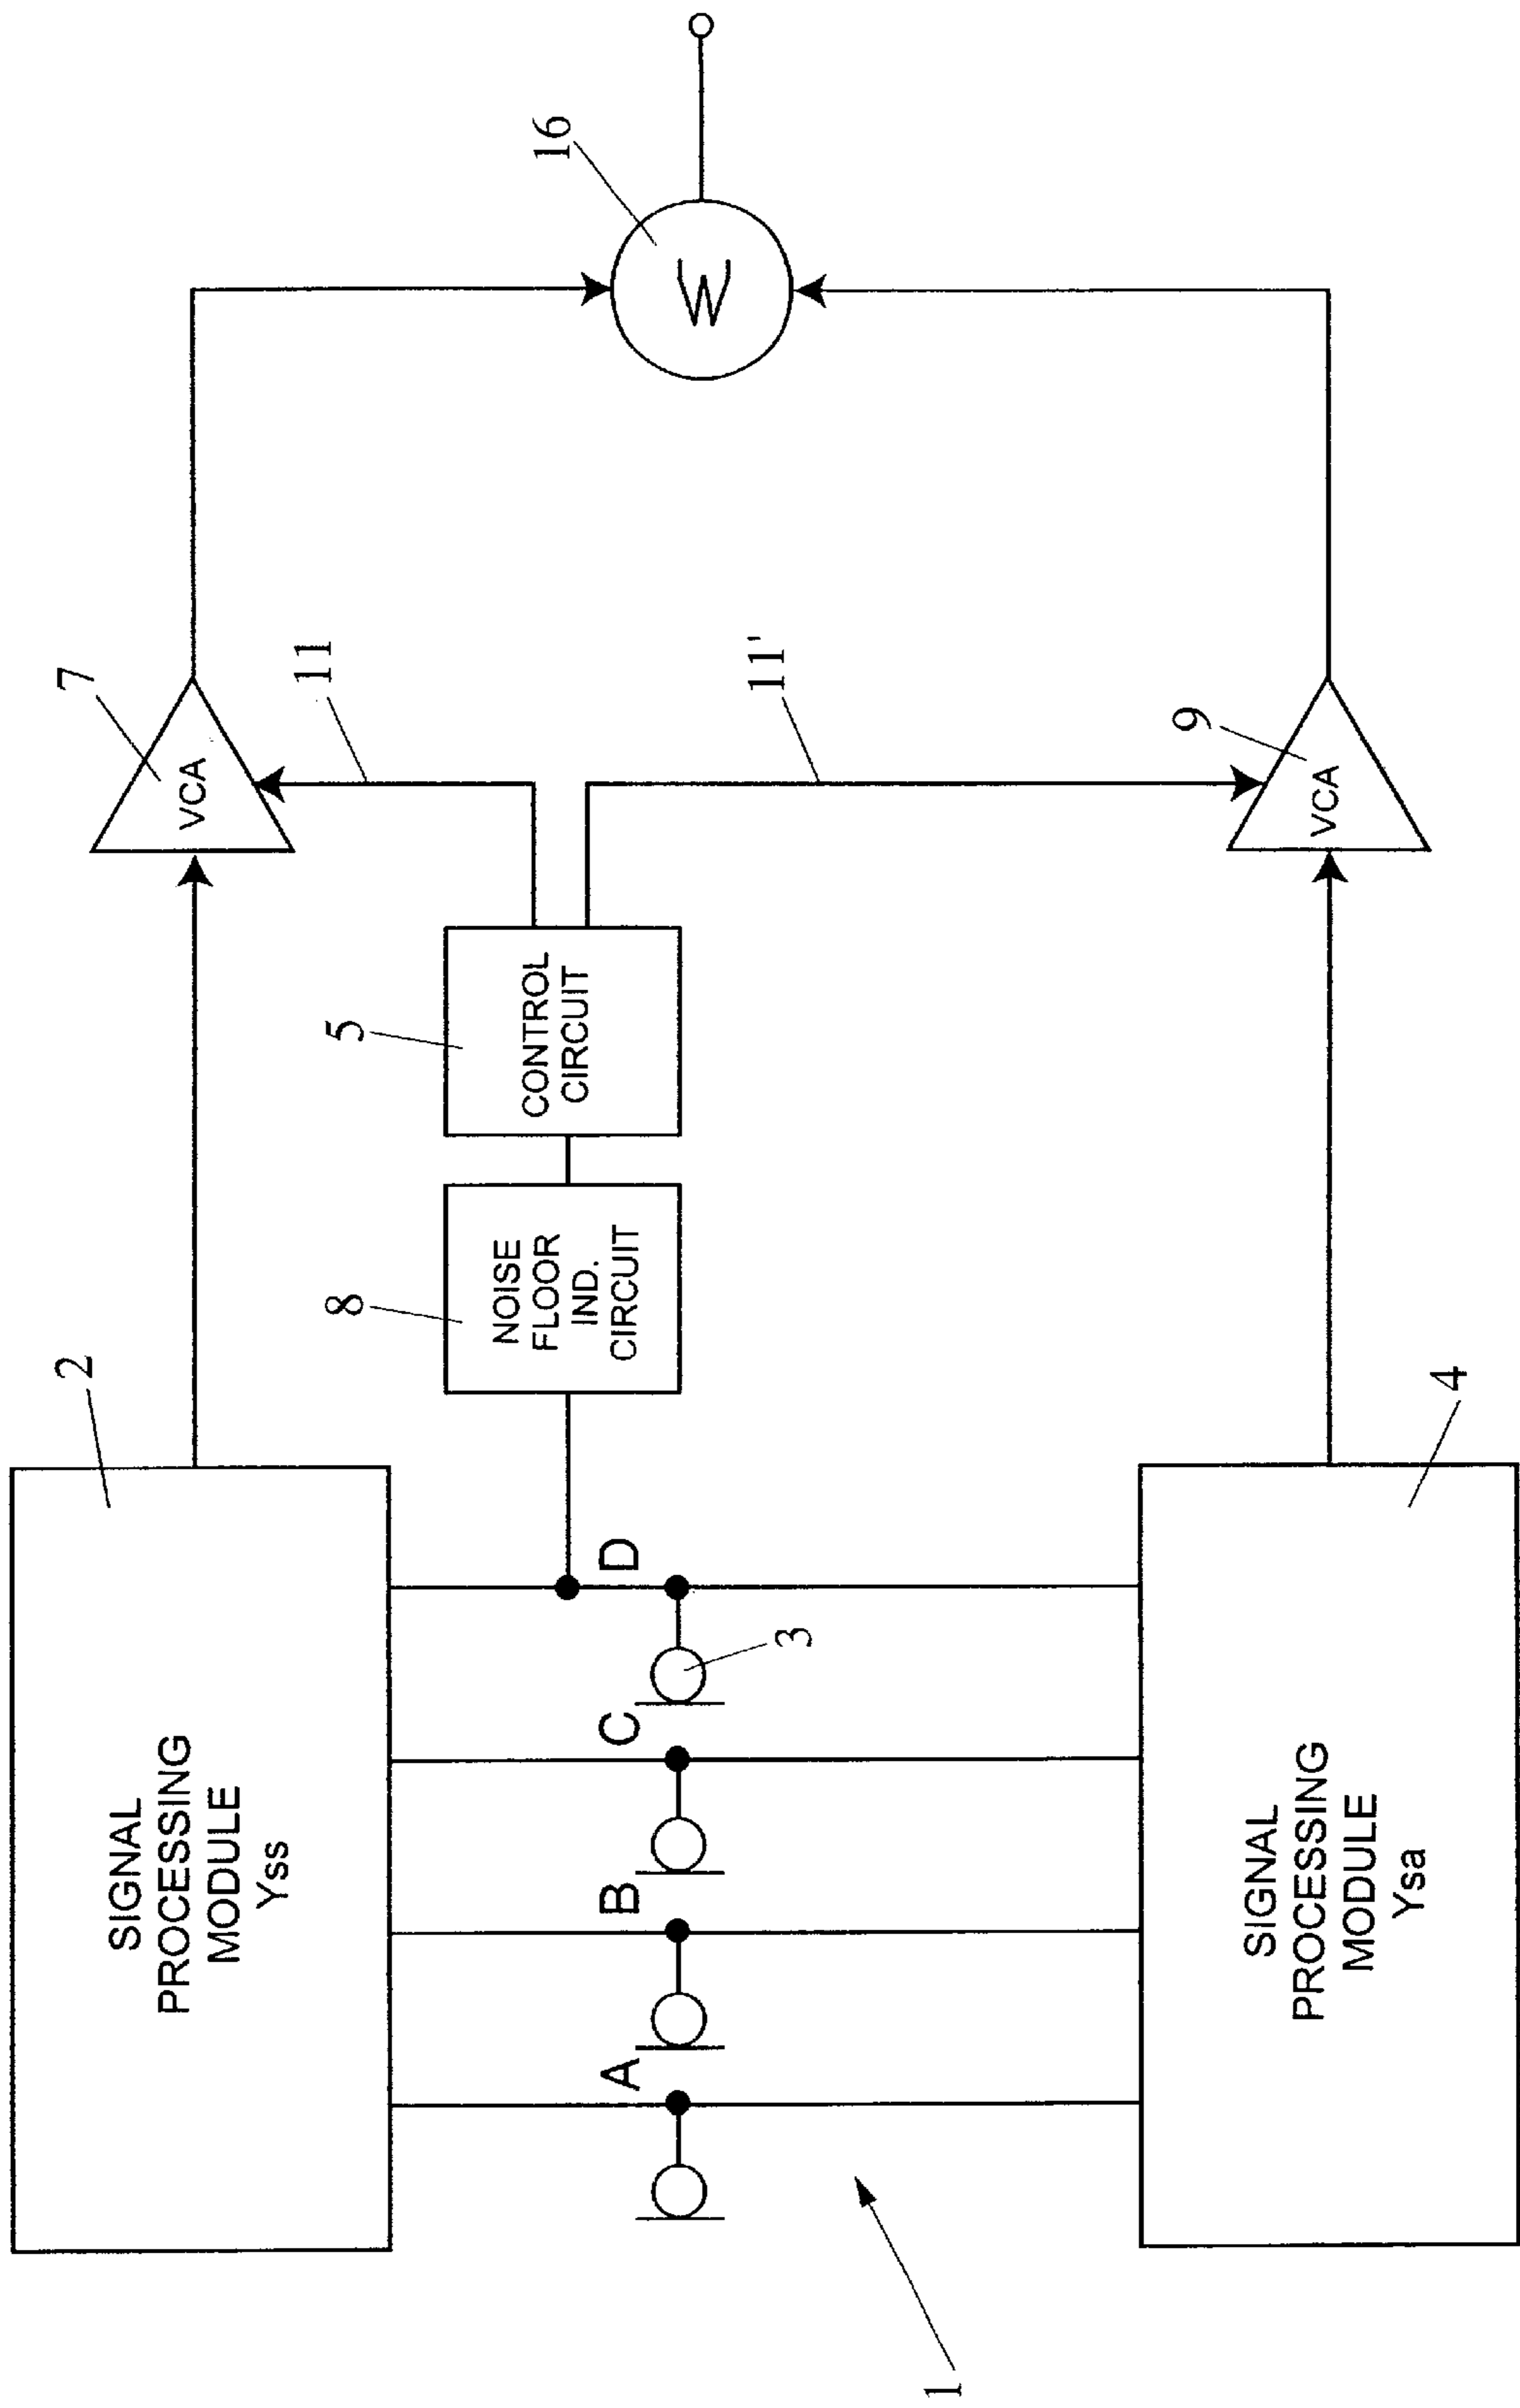 2
SIGNAL
PROCESSING
MODULE
Yss
7
VCA
11
8
NOISE
FLOOR
IND.
CIRCUIT
5
CONTROL
CIRCUIT
16
Σ
A
B
C
D
3
1
11'
9
VCA
4
SIGNAL
PROCESSING
MODULE
Ysa